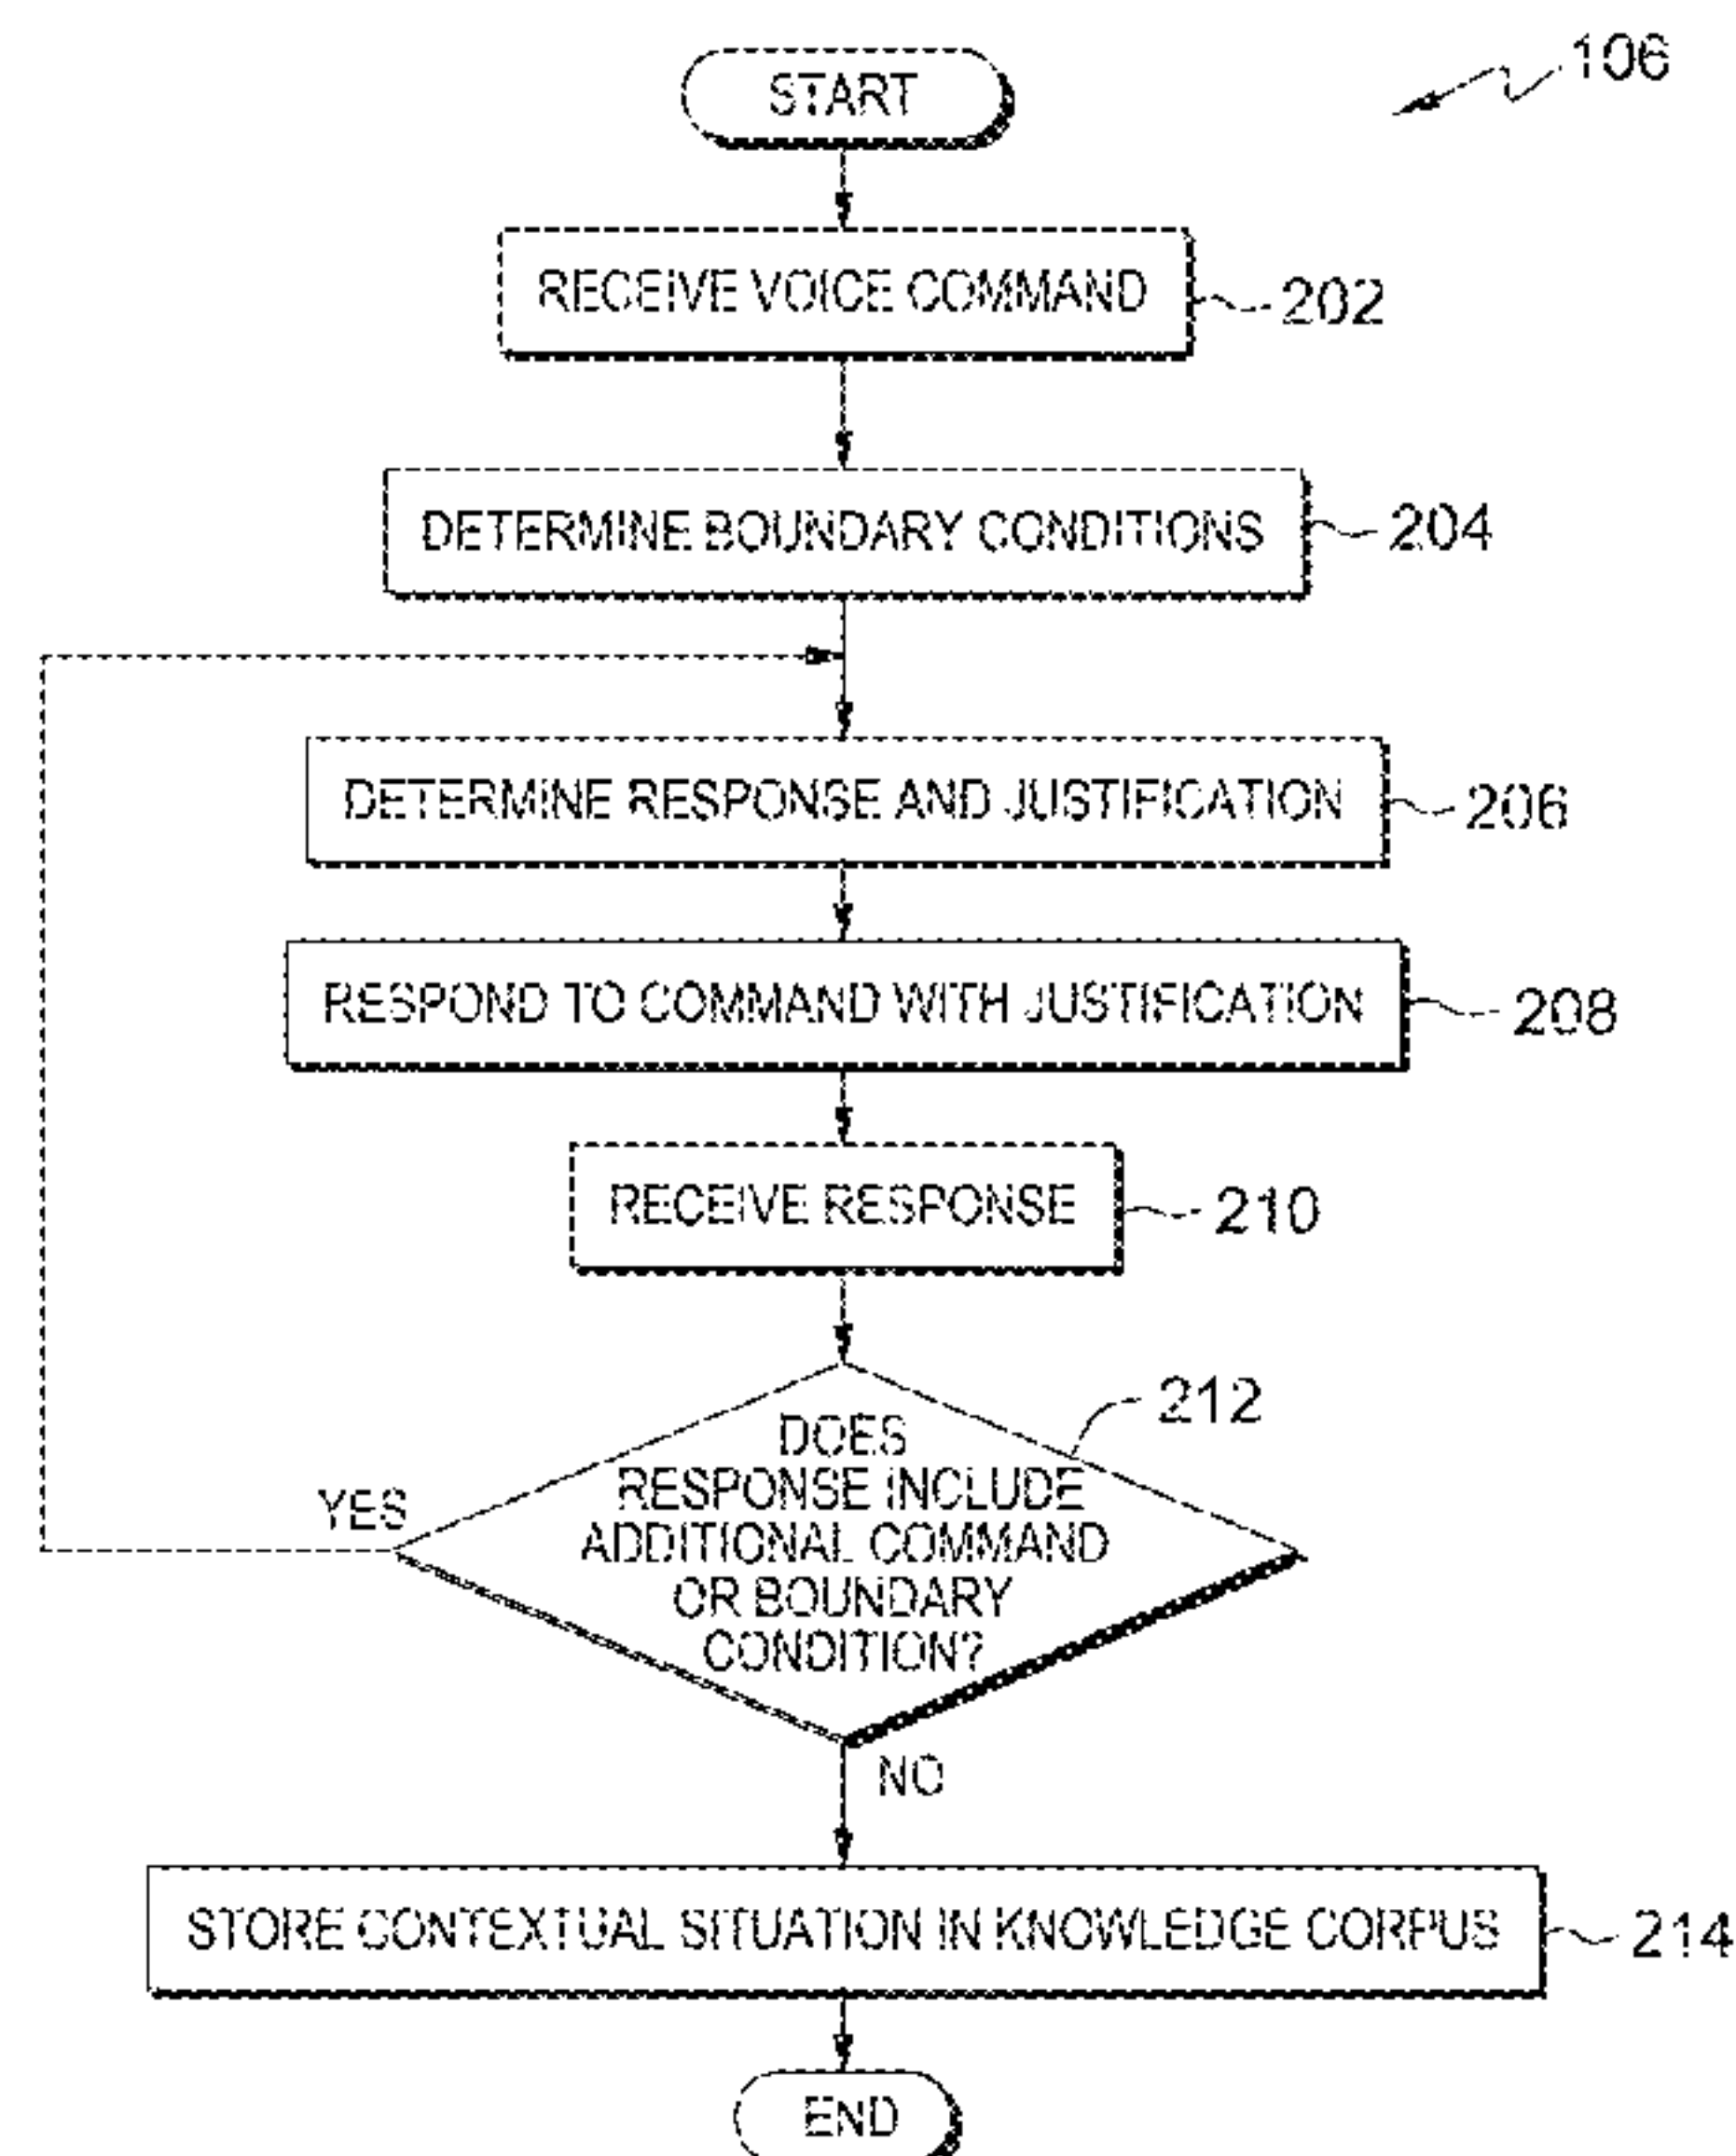 106
START
RECEIVE VOICE COMMAND
202
DETERMINE BOUNDARY CONDITIONS
204
DETERMINE RESPONSE AND JUSTIFICATION
206
RESPOND TO COMMAND WITH JUSTIFICATION
208
RECEIVE RESPONSE
210
212
DOES
RESPONSE INCLUDE
ADDITIONAL COMMAND
OR BOUNDARY
CONDITION?
YES
NO
STORE CONTEXTUAL SITUATION IN KNOWLEDGE CORPUS
214
END